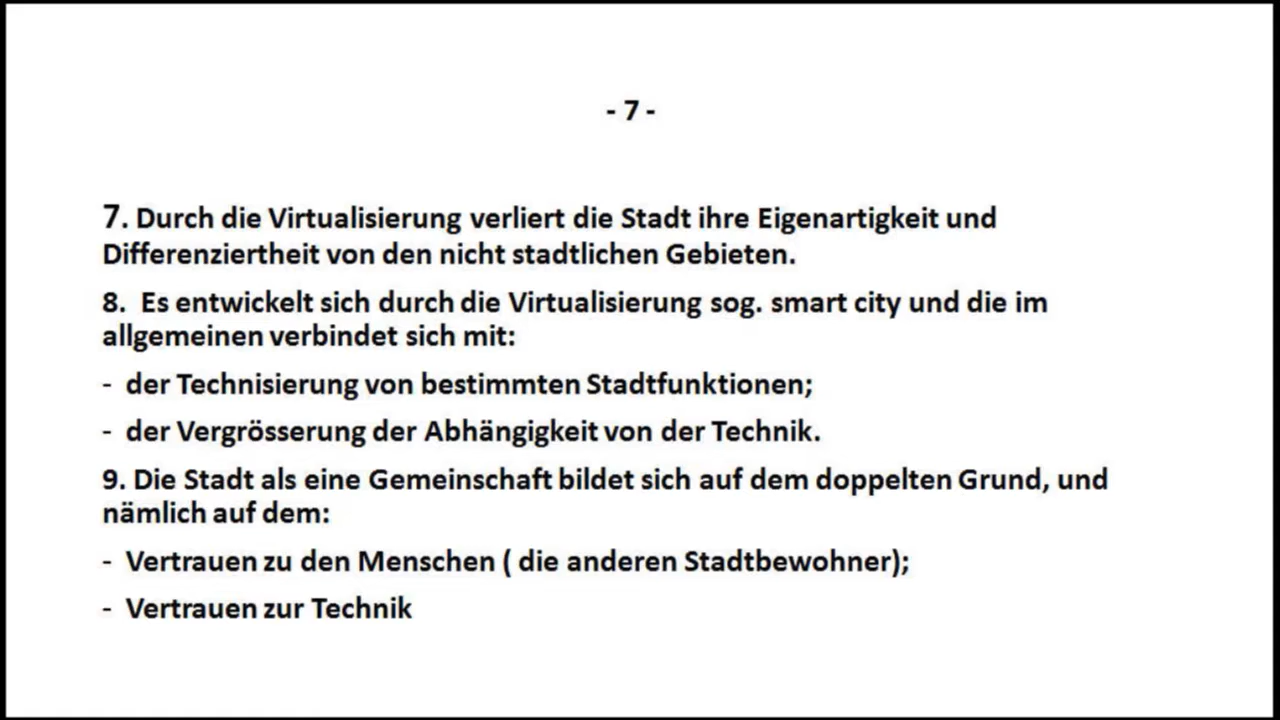 - 7 -
7. Durch die Virtualisierung verliert die Stadt ihre Eigenartigkeit und
Differenziertheit von den nicht stadtlichen Gebieten.
8. Es entwickelt sich durch die Virtualisierung sog. smart city und die im
allgemeinen verbindet sich mit:
- der Technisierung von bestimmten Stadtfunktionen;
- der Vergrösserung der Abhängigkeit von der Technik.
9. Die Stadt als eine Gemeinschaft bildet sich auf dem doppelten Grund, und
nämlich auf dem:
- Vertrauen zu den Menschen ( die anderen Stadtbewohner);
- Vertrauen zur Technik